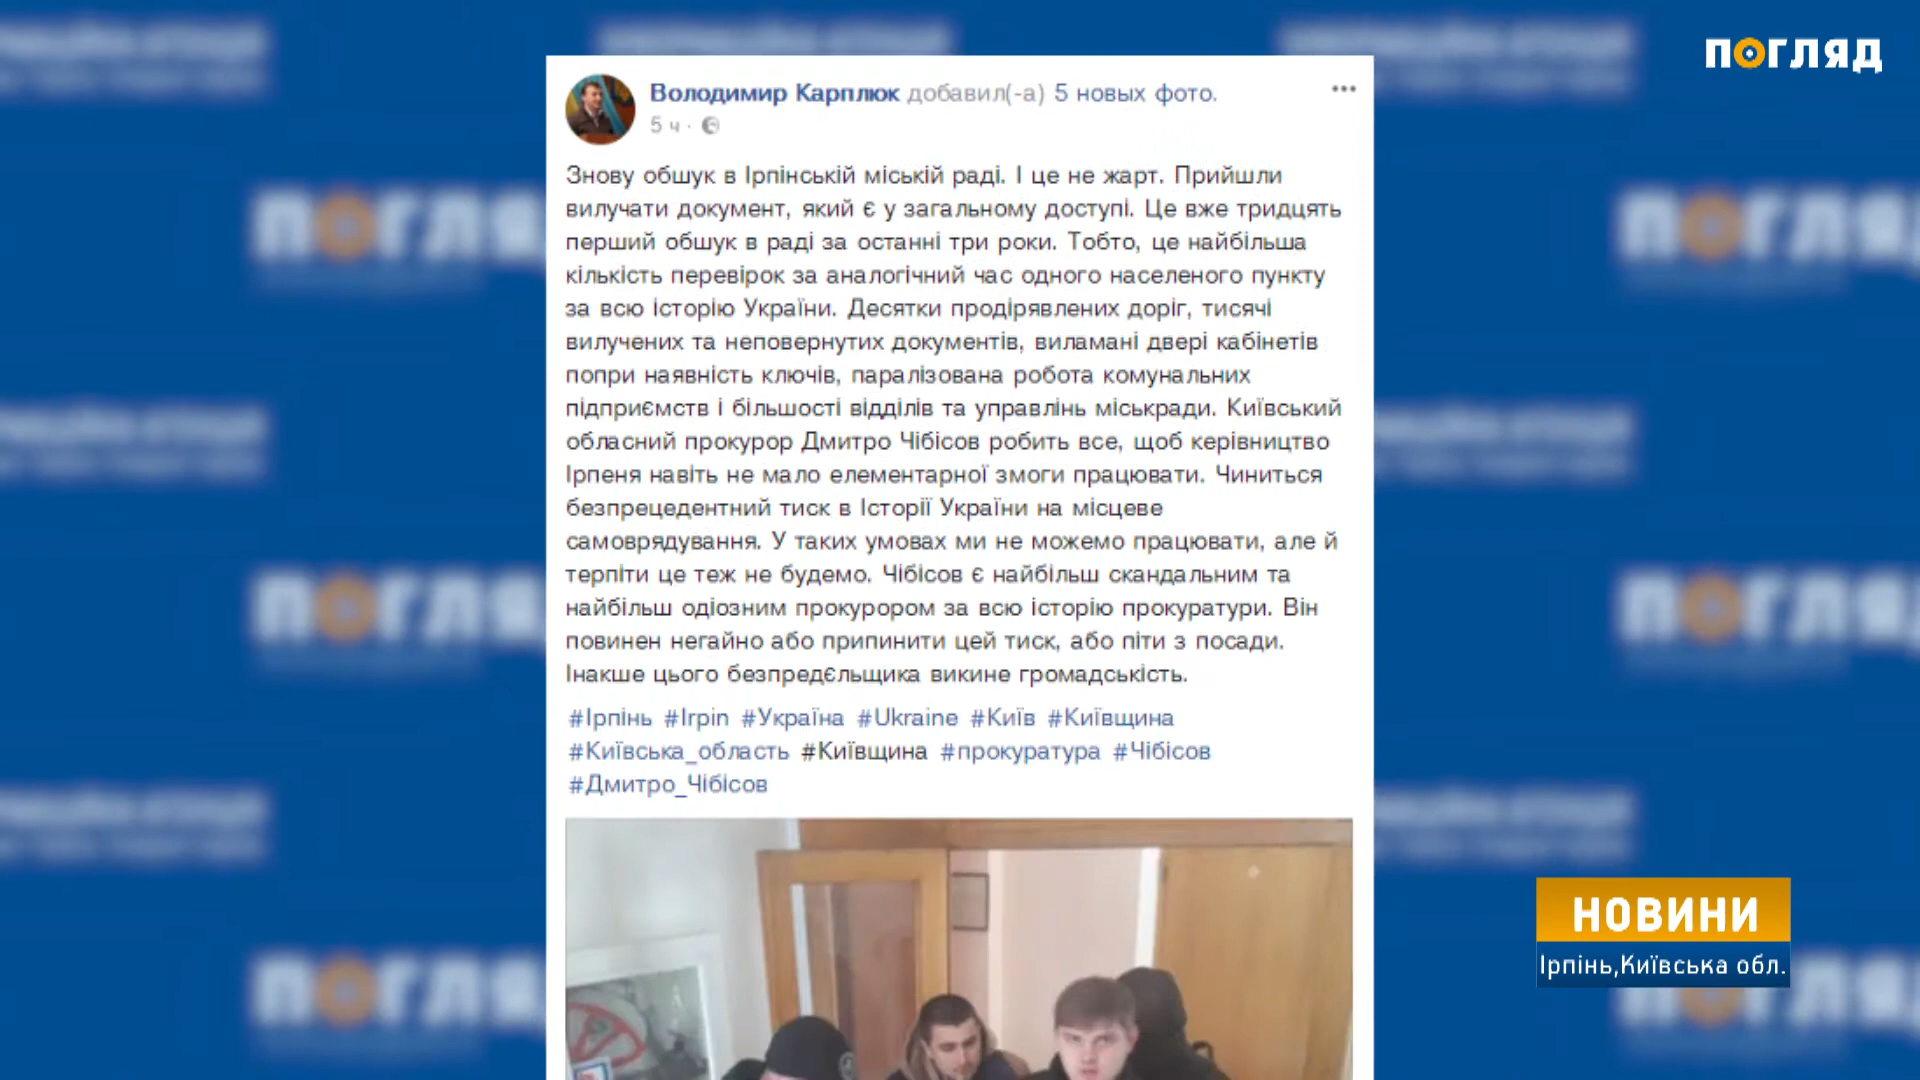 ПОГЛЯД
Володимир Карплюк добавил(-а) 5 новых фото.
5 ч ·
Знову обшук в Ірпінській міській раді. І це не жарт. Прийшли
вилучати документ, який є у загальному доступі. Це вже тридцять
перший обшук в раді за останні три роки. Тобто, це найбільша
кількість перевірок за аналогічний час одного населеного пункту
за всю історію України. Десятки продірявлених доріг, тисячі
вилучених та неповернутих документів, виламані двері кабінетів
попри наявність ключів, паралізована робота комунальних
підприємств і більшості відділів та управлінь міськради. Київський
обласний прокурор Дмитро Чібісов робить все, щоб керівництво
Ірпеня навіть не мало елементарної змоги працювати. Чиниться
безпрецедентний тиск в Історії України на місцеве
самоврядування. У таких умовах ми не можемо працювати, але й
терпіти це теж не будемо. Чібісов є найбільш скандальним та
найбільш одіозним прокурором за всю історію прокуратури. Він
повинен негайно або припинити цей тиск, або піти з посади.
Інакше цього безпредєльщика викине громадськість.
#Ірпінь #Irpin #Україна #Ukraine #Київ #Київщина
#Київська_область #Київщина #прокуратура #Чібісов
#Дмитро_Чібісов
НОВИНИ
Ірпінь,Київська обл.